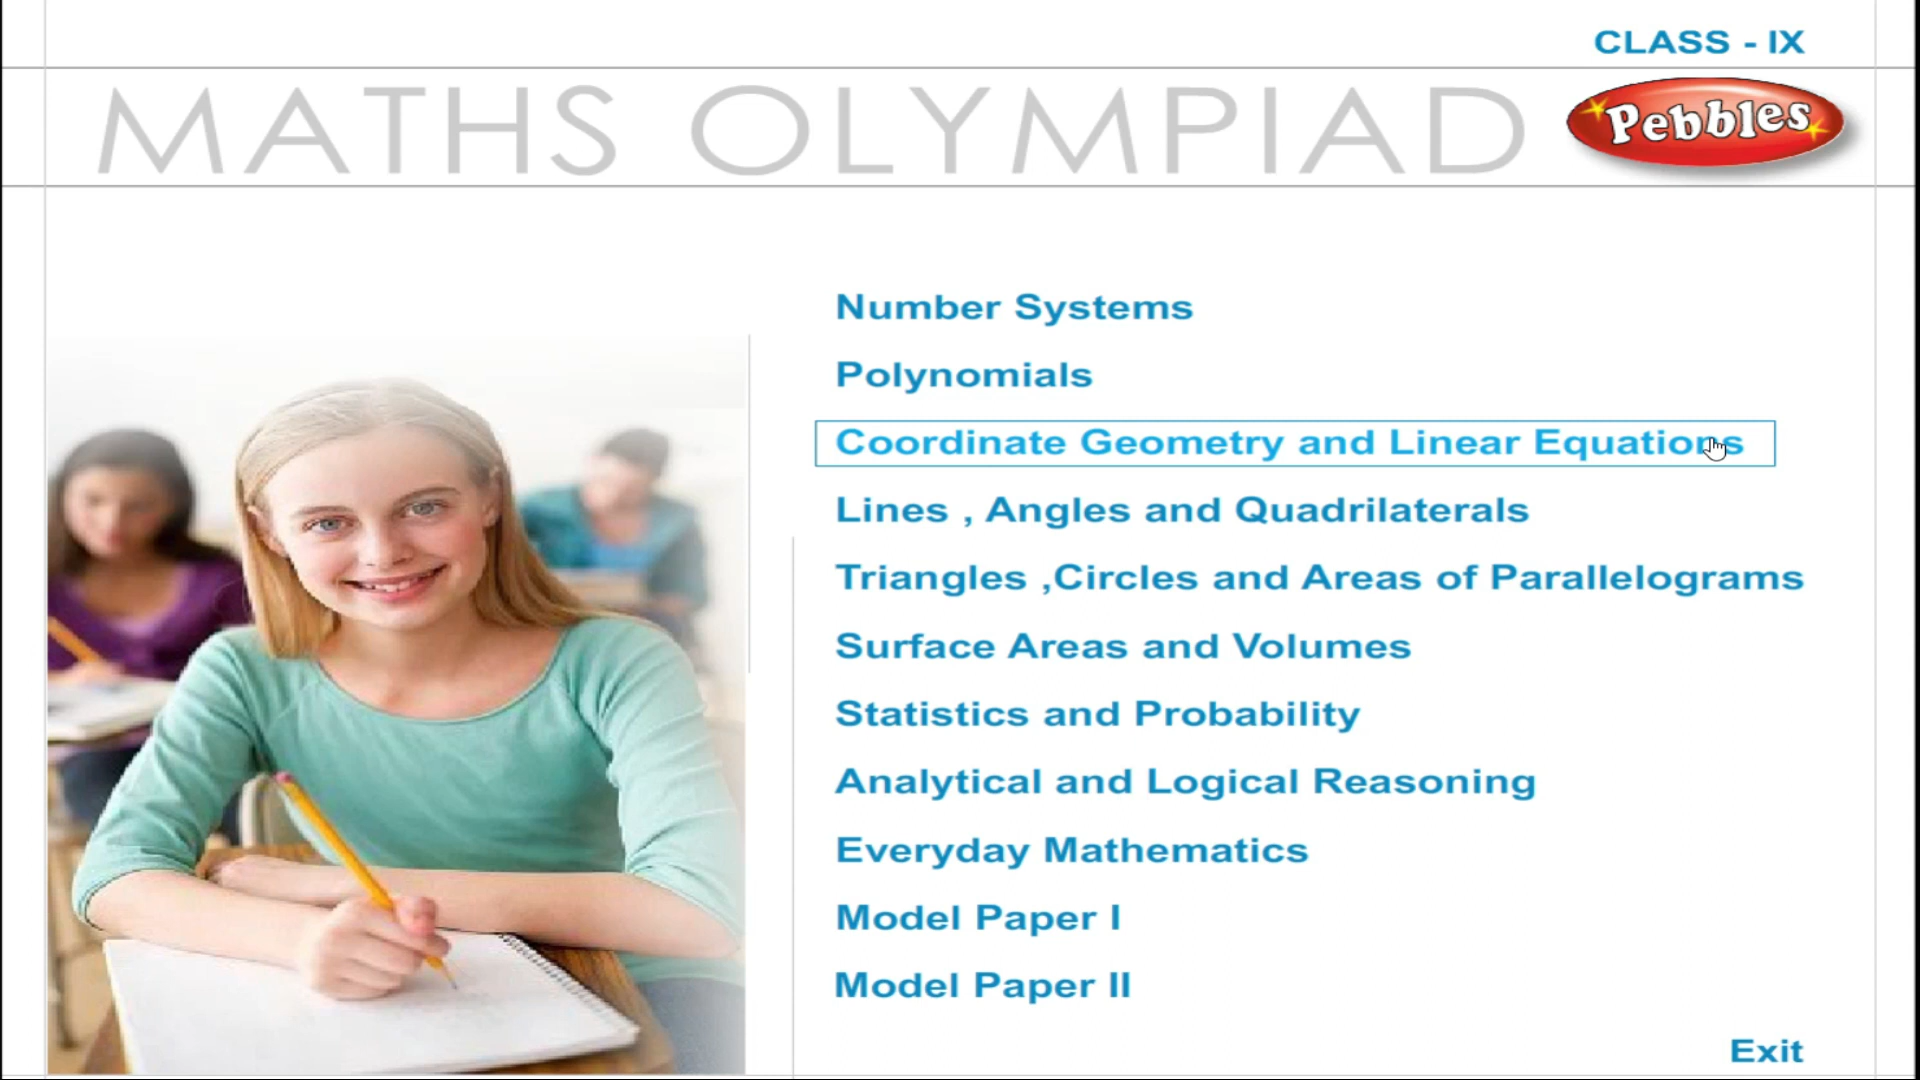 CLASS - IX
MATHS OLYMPIAD
Pebbles
Number Systems
Polynomials
Coordinate Geometry and Linear Equations
Lines , Angles and Quadrilaterals
Triangles ,Circles and Areas of Parallelograms
Surface Areas and Volumes
Statistics and Probability
Analytical and Logical Reasoning
Everyday Mathematics
Model Paper I
Model Paper II
Exit